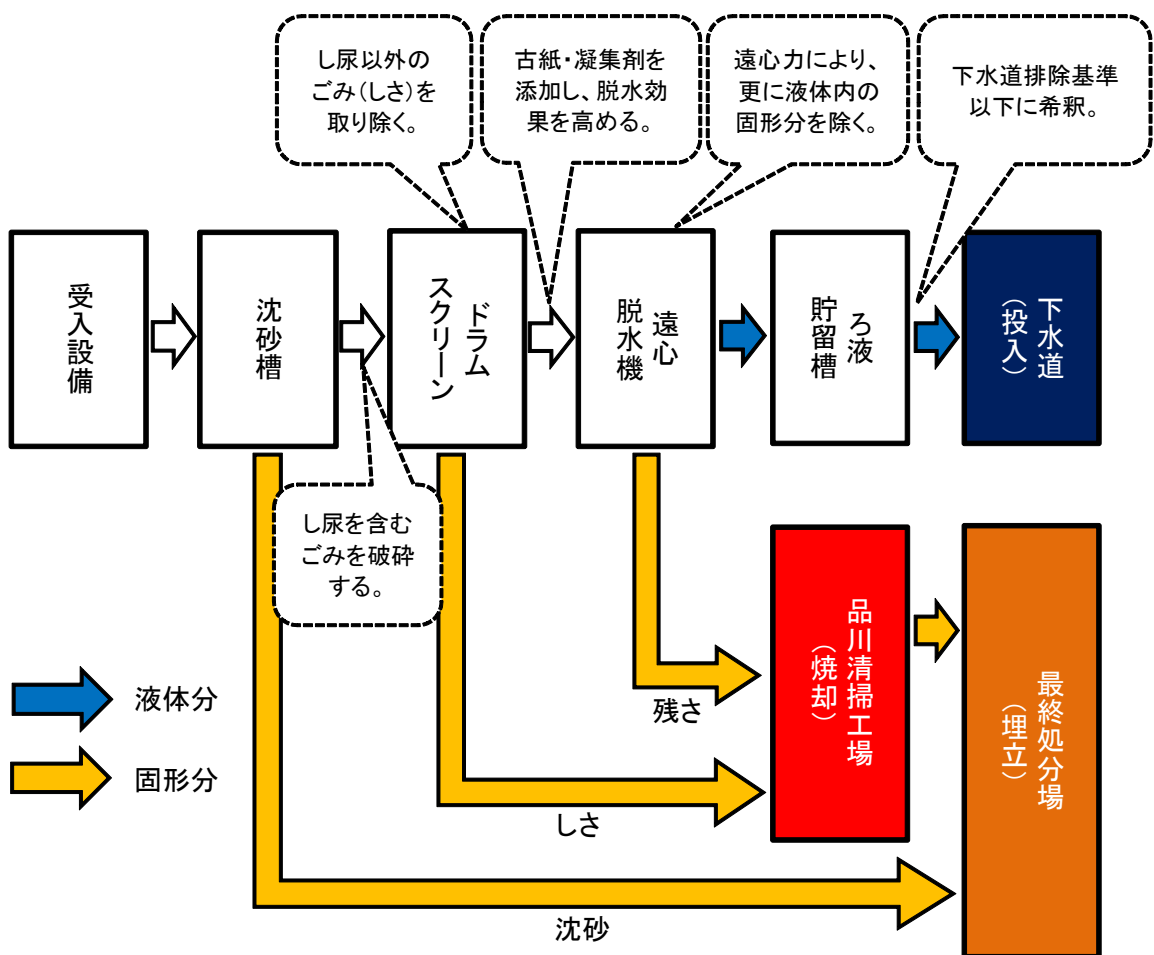 し尿以外の
ごみ(しさ)を
取り除く。
古紙・凝集剤を
添加し、脱水効
果を高める。
遠心力により、
更に液体内の
固形分を除く。
下水道排除基準
以下に希釈。
受入設備
沈砂槽
ドラム
スクリーン
遠心
脱水機
ろ液
貯留槽
下水道
(投入)
し尿を含む
ごみを破砕
する。
品川清掃工場
(焼却)
最終処分場
(埋立)
液体分
固形分
残さ
しさ
沈砂